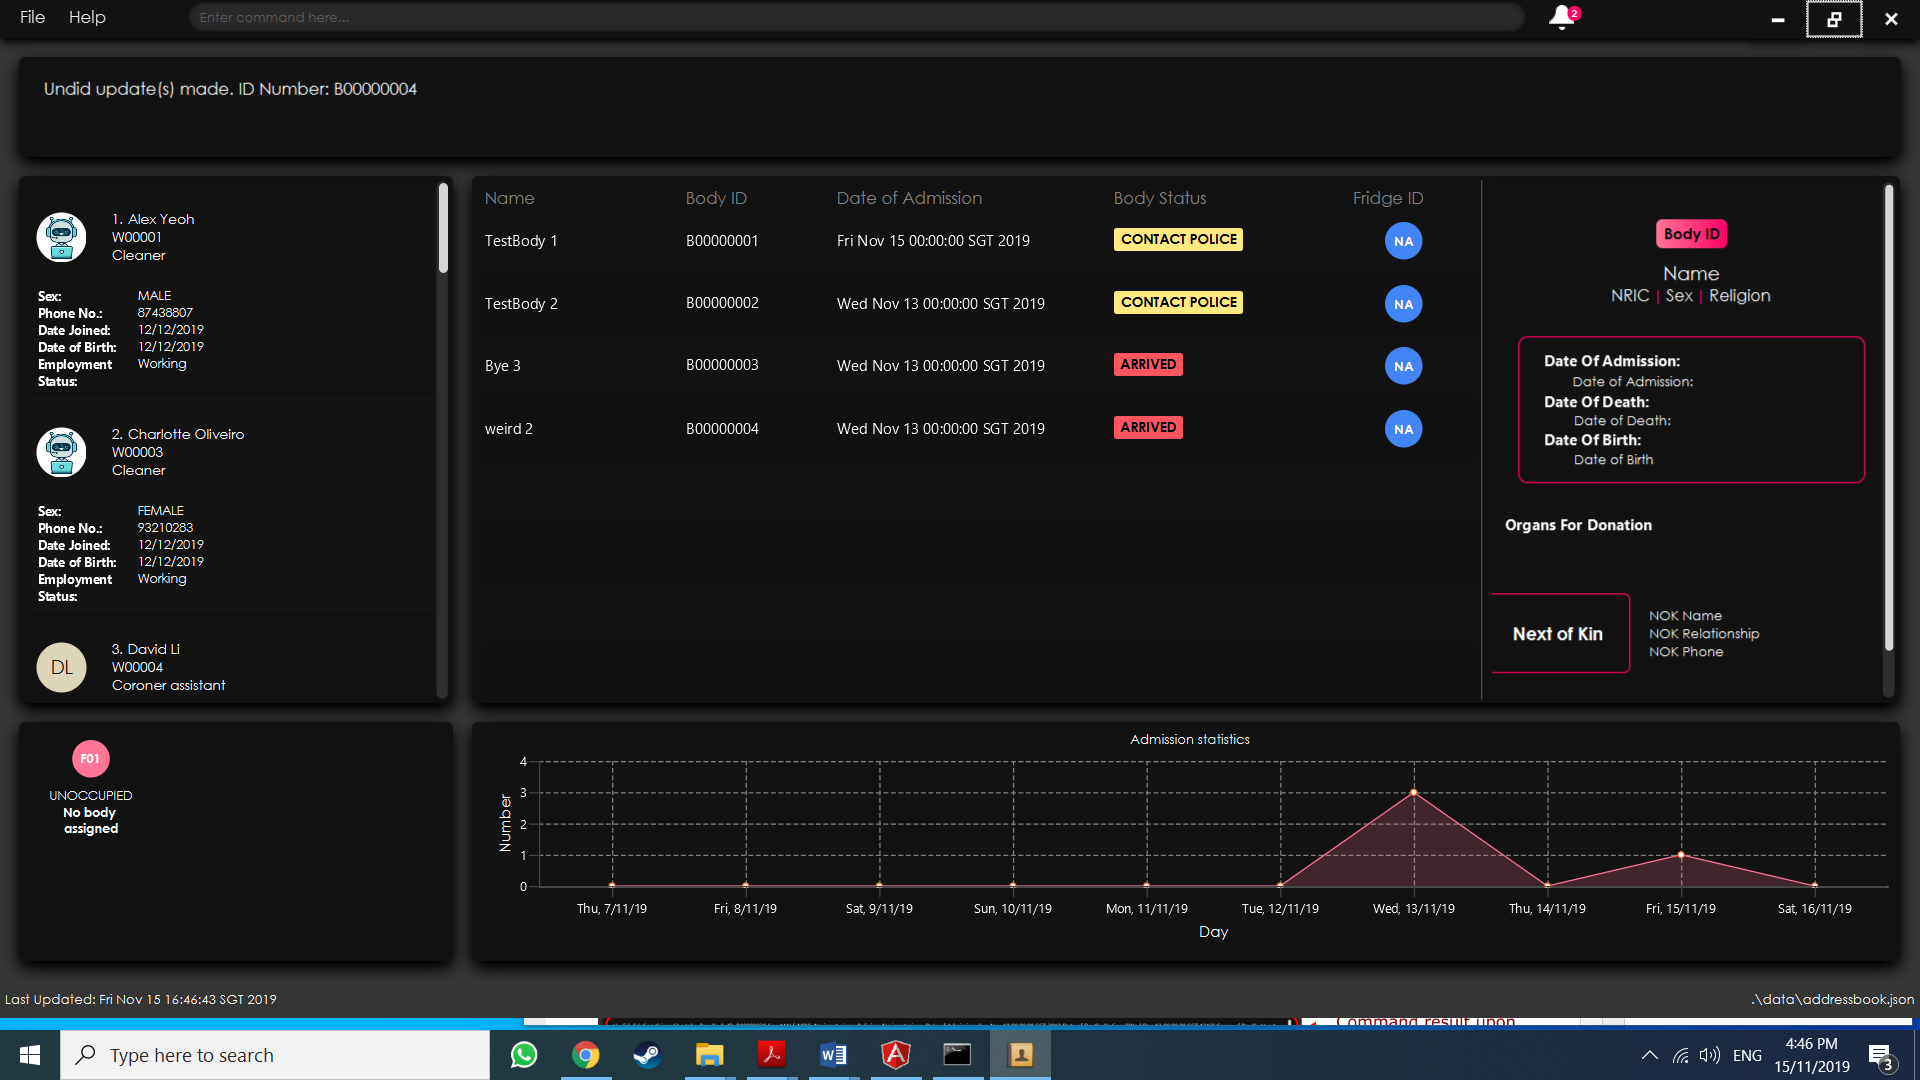 File Help Enter command here... 2
Undid update(s) made. ID Number: B00000004
1. Alex Yeoh
W00001
Cleaner
Sex: MALE
Phone No.: 87438807
Date Joined: 12/12/2019
Date of Birth: 12/12/2019
Employment Status: Working
2. Charlotte Oliveiro
W00003
Cleaner
Sex: FEMALE
Phone No.: 93210283
Date Joined: 12/12/2019
Date of Birth: 12/12/2019
Employment Status: Working
DL
3. David Li
W00004
Coroner assistant
Name Body ID Date of Admission Body Status Fridge ID
TestBody 1 B00000001 Fri Nov 15 00:00:00 SGT 2019 CONTACT POLICE NA
TestBody 2 B00000002 Wed Nov 13 00:00:00 SGT 2019 CONTACT POLICE NA
Bye 3 B00000003 Wed Nov 13 00:00:00 SGT 2019 ARRIVED NA
weird 2 B00000004 Wed Nov 13 00:00:00 SGT 2019 ARRIVED NA
Body ID
Name
NRIC | Sex | Religion
Date Of Admission:
Date of Admission:
Date Of Death:
Date of Death:
Date Of Birth:
Date of Birth
Organs For Donation
Next of Kin
NOK Name
NOK Relationship
NOK Phone
F01
UNOCCUPIED
No body
assigned
Admission statistics
Number
4
3
2
1
0
Thu, 7/11/19 Fri, 8/11/19 Sat, 9/11/19 Sun, 10/11/19 Mon, 11/11/19 Tue, 12/11/19 Wed, 13/11/19 Thu, 14/11/19 Fri, 15/11/19 Sat, 16/11/19
Day
Last Updated: Fri Nov 15 16:46:43 SGT 2019 .\data\addressbook.json
Command result upon
Type here to search
ENG
4:46 PM
15/11/2019
3